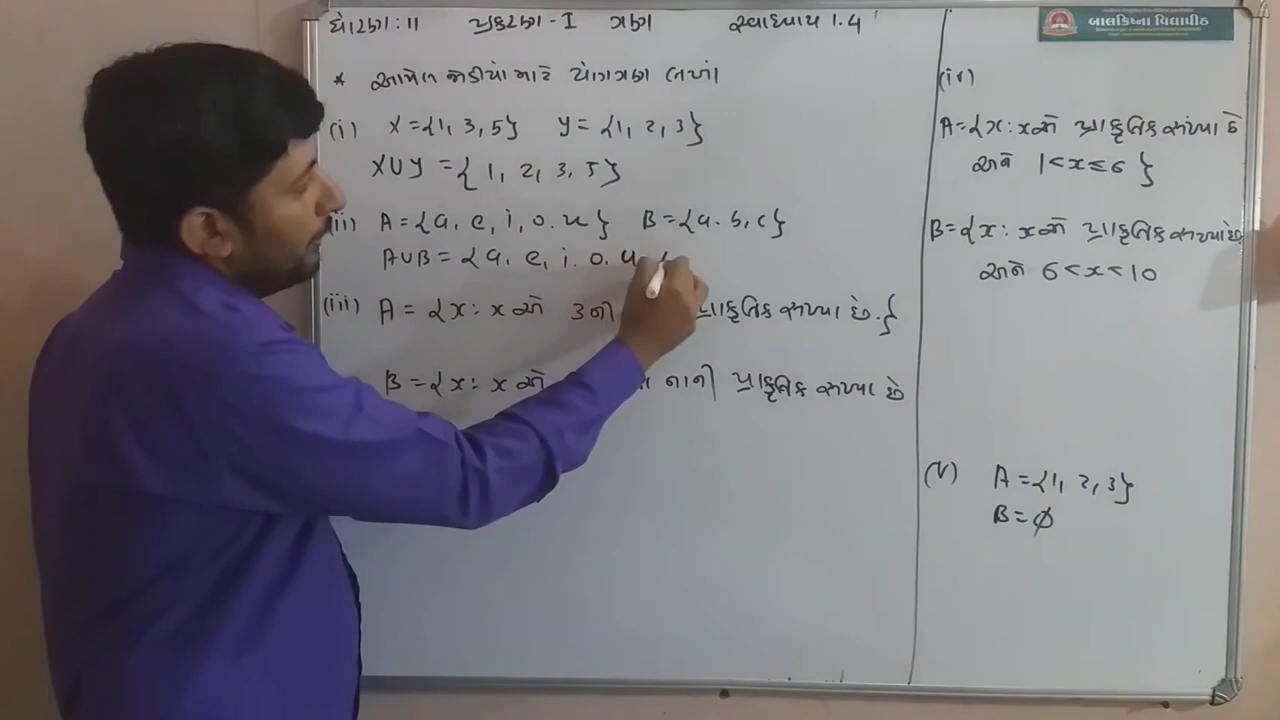 ધોરણ : 11 પ્રકરણ - I ગણ સ્વાધ્યાય 1.4
* આપેલ જોડીયો માટે યોગગણ લખો
(i) X = {1, 3, 5} Y = {1, 2, 3}
X∪Y = { 1, 2, 3, 5}
(ii) A = {a, e, i, o. u} B = {a. b, c}
A∪B = {a, e, i. o. u
(iii) A = {x : x એ 3ની પ્રાકૃતિક સંખ્યા છે.}
B = {x : x એ નાની પ્રાકૃતિક સંખ્યા છે
બાલકિષ્ના વિદ્યાપીઠ
(iv)
A = {x : x એ પ્રાકૃતિક સંખ્યા છે
અને 1 < x ≤ 6 }
B = {x : x એ પ્રાકૃતિક સંખ્યા છે
અને 6 < x < 10
(V) A = {1, 2, 3}
B = ∅